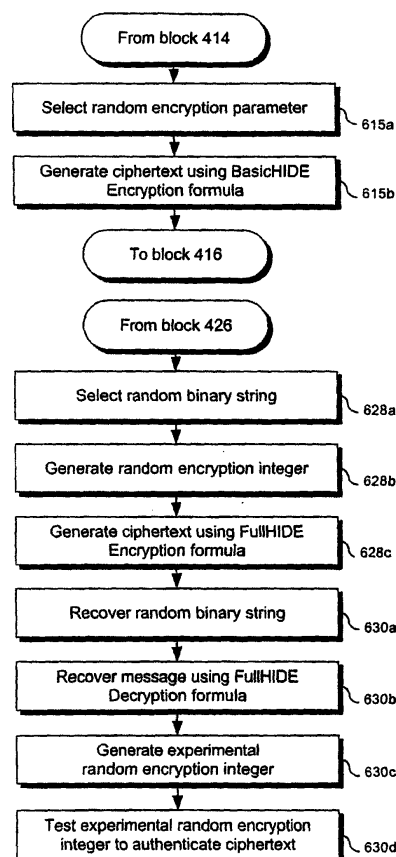 From block 414
Select random encryption parameter
615a
Generate ciphertext using BasicHIDE
Encryption formula
615b
To block 416
From block 426
Select random binary string
628a
Generate random encryption integer
628b
Generate ciphertext using FullHIDE
Encryption formula
628c
Recover random binary string
630a
Recover message using FullHIDE
Decryption formula
630b
Generate experimental
random encryption integer
630c
Test experimental random encryption
integer to authenticate ciphertext
630d